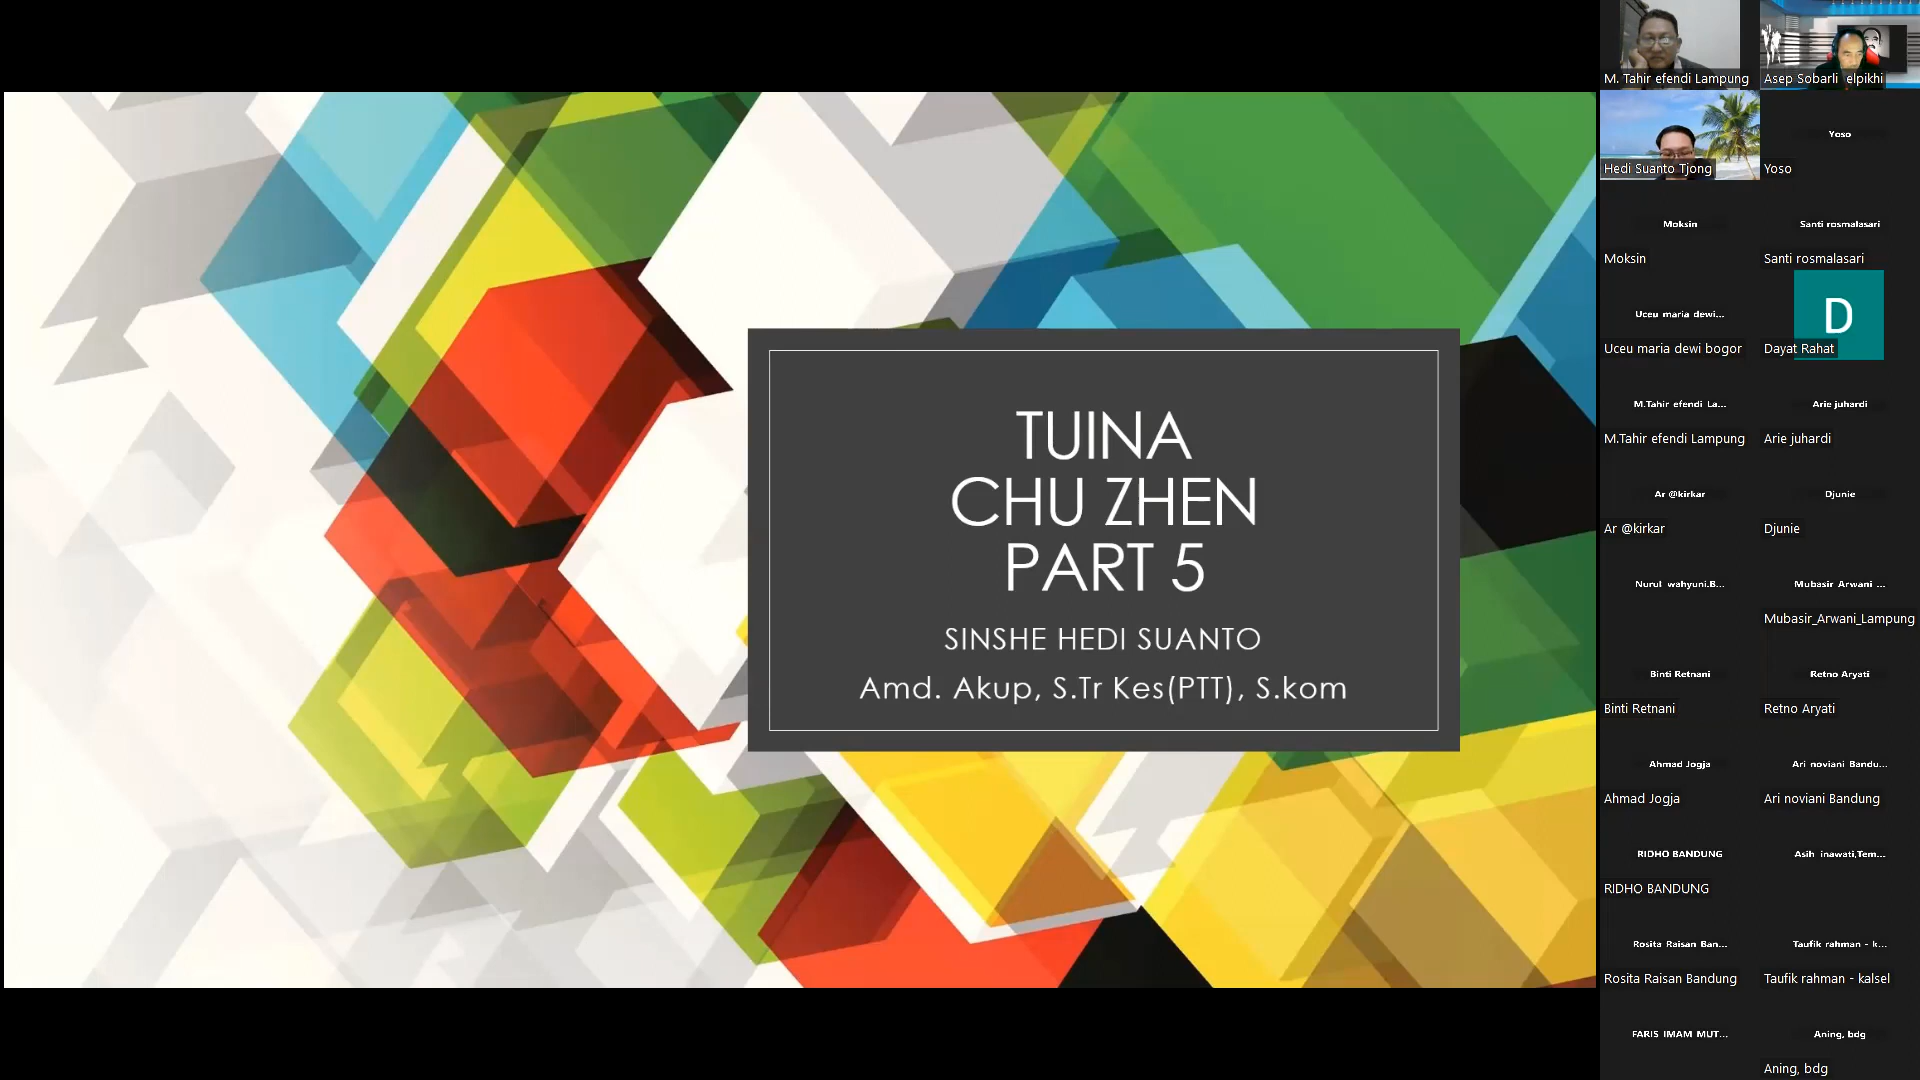 TUINA
CHU ZHEN
PART 5
SINSHE HEDI SUANTO
Amd. Akup, S.Tr Kes(PTT), S.kom
M. Tahir efendi Lampung
Asep Sobarli elpikhi
Hedi Suanto Tjong
Yoso
Yoso
Moksin
Moksin
Santi rosmalasari
Santi rosmalasari
Uceu maria dewi...
Uceu maria dewi bogor
D
Dayat Rahat
M.Tahir efendi La...
M.Tahir efendi Lampung
Arie juhardi
Arie juhardi
Ar @kirkar
Ar @kirkar
Djunie
Djunie
Nurul wahyuni.B...
Mubasir Arwani ...
Mubasir_Arwani_Lampung
Binti Retnani
Binti Retnani
Retno Aryati
Retno Aryati
Ahmad Jogja
Ahmad Jogja
Ari noviani Bandu...
Ari noviani Bandung
RIDHO BANDUNG
RIDHO BANDUNG
Asih inawati,Tem...
Rosita Raisan Ban...
Rosita Raisan Bandung
Taufik rahman - k...
Taufik rahman - kalsel
FARIS IMAM MUT...
Aning, bdg
Aning, bdg